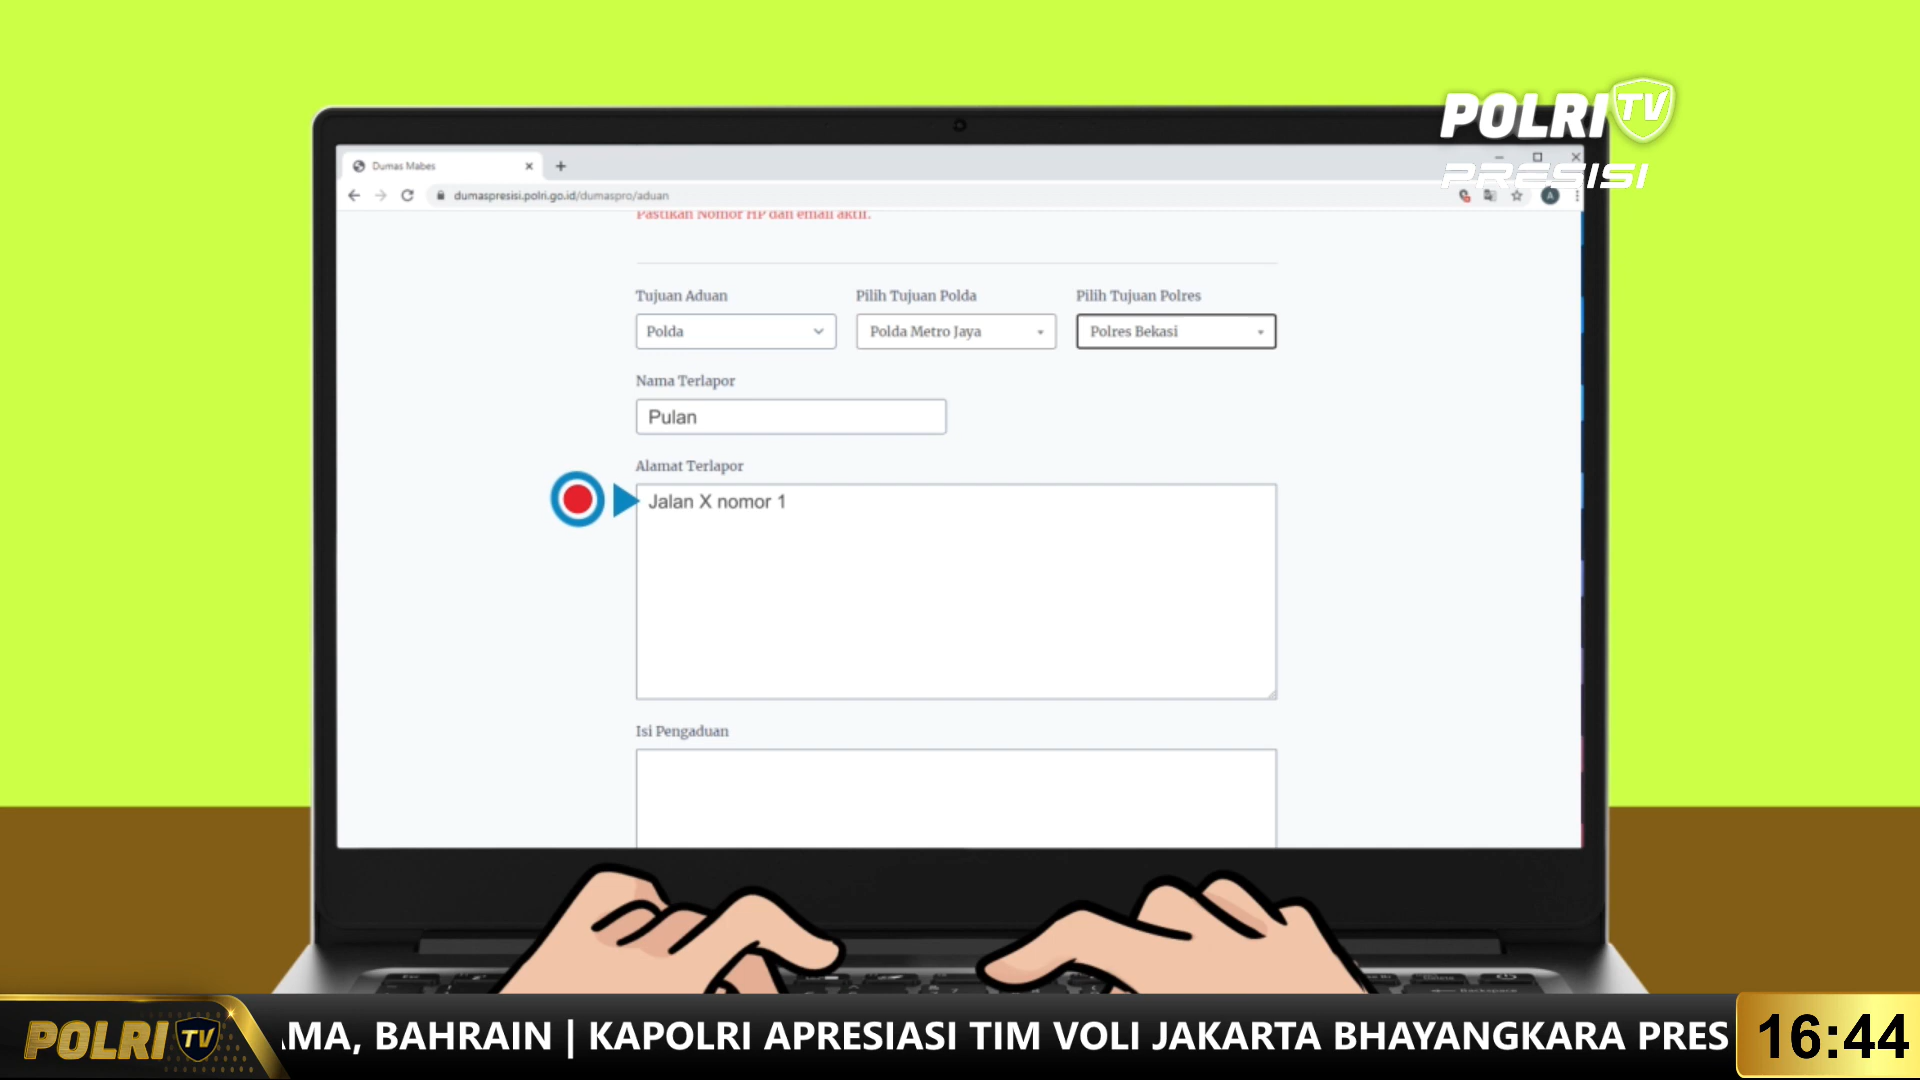 POLRI TV
PRESISI
Dumas Mabes
dumaspresisi.polri.go.id/dumaspro/aduan
A
Pastikan Nomor HP dan email aktif.
Tujuan Aduan
Pilih Tujuan Polda
Pilih Tujuan Polres
Polda
Polda Metro Jaya
Polres Bekasi
Nama Terlapor
Pulan
Alamat Terlapor
Jalan X nomor 1
Isi Pengaduan
Backspace
POLRI TV
AMA, BAHRAIN | KAPOLRI APRESIASI TIM VOLI JAKARTA BHAYANGKARA PRES
16:44